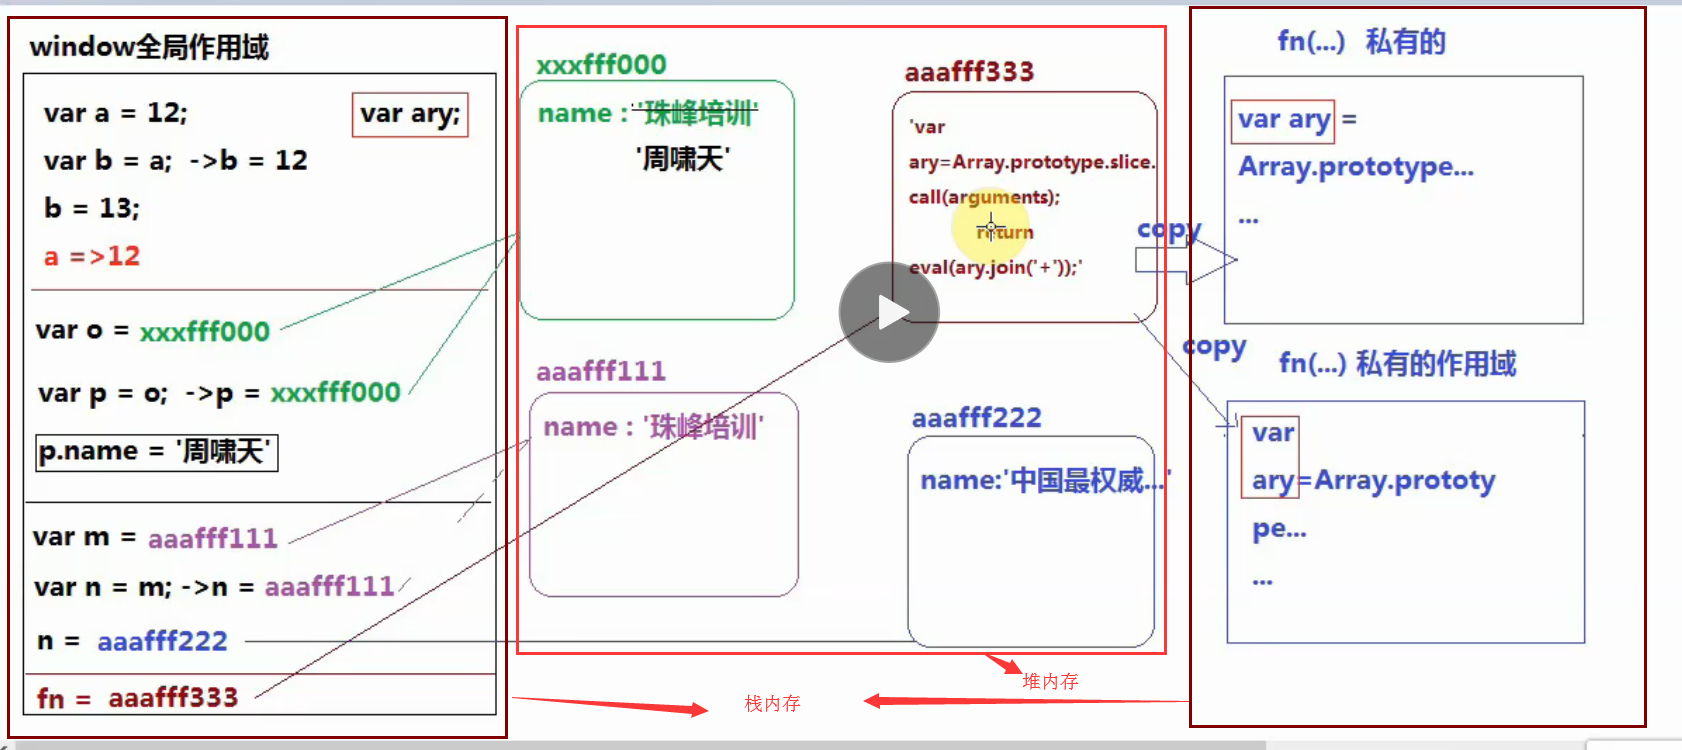 window全局作用域
var a = 12;
var ary;
var b = a; ->b = 12
b = 13;
a =>12
var o = xxxfff000
var p = o; ->p = xxxfff000
p.name = '周啸天'
var m = aaafff111
var n = m; ->n = aaafff111
n = aaafff222
fn = aaafff333
xxxfff000
name : '珠峰培训'
'周啸天'
aaafff111
name : '珠峰培训'
aaafff333
'var
ary=Array.prototype.slice.
call(arguments);
return
eval(ary.join('+'));'
aaafff222
name:'中国最权威...'
copy
copy
fn(...) 私有的
var ary =
Array.prototype...
...
fn(...) 私有的作用域
var
ary=Array.prototy
pe...
...
堆内存
栈内存